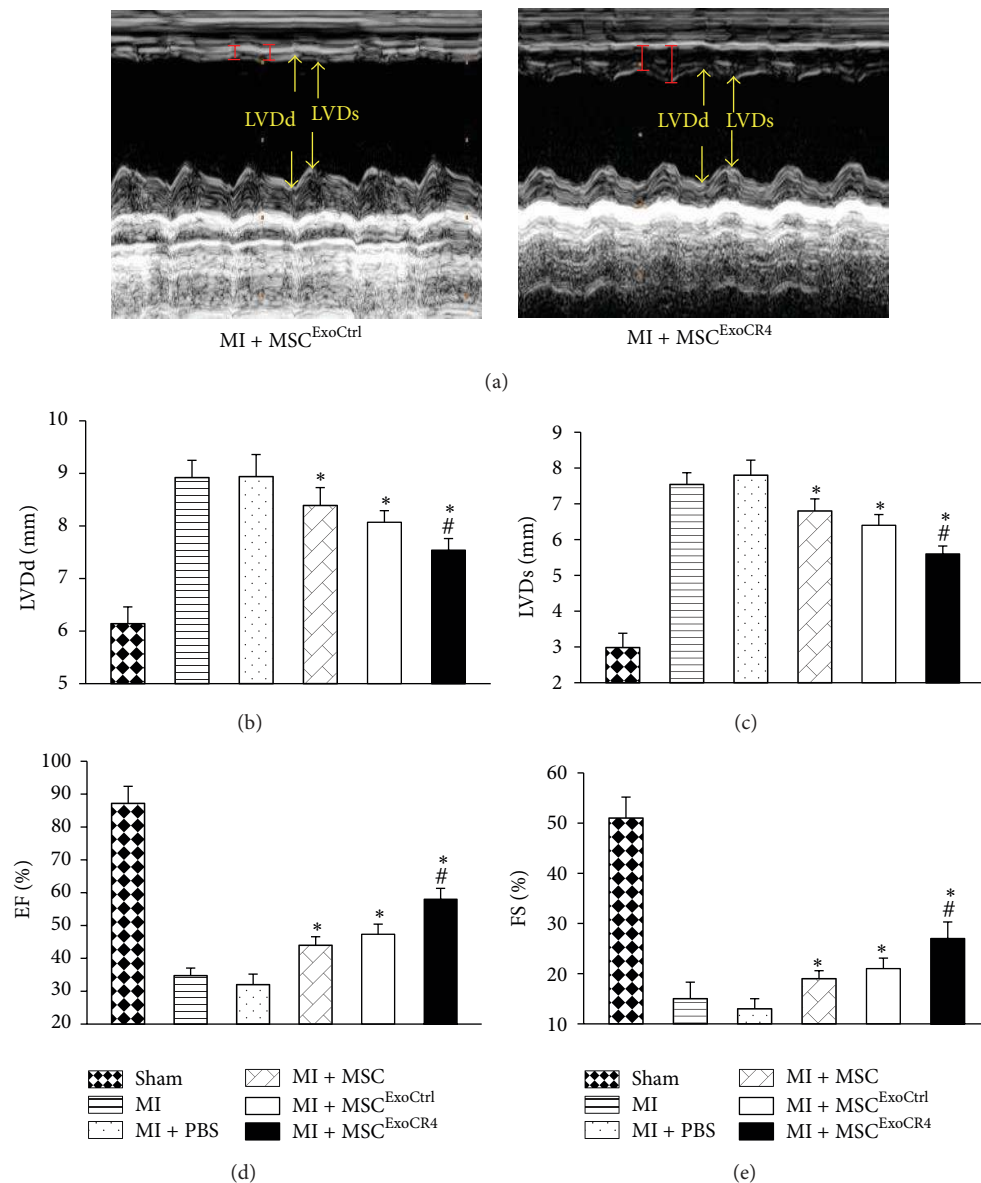 LVDd LVDs
LVDd LVDs
MI + MSC^ExoCtrl
MI + MSC^ExoCR4
(a)
10
9
8
7
6
5
LVDd (mm)
*
*
*
#
(b)
9
8
7
6
5
4
3
2
LVDs (mm)
*
*
*
#
(c)
100
90
80
70
60
50
40
30
20
EF (%)
*
*
*
#
Sham
MI
MI + PBS
MI + MSC
MI + MSC^ExoCtrl
MI + MSC^ExoCR4
(d)
60
50
40
30
20
10
FS (%)
*
*
*
#
Sham
MI
MI + PBS
MI + MSC
MI + MSC^ExoCtrl
MI + MSC^ExoCR4
(e)